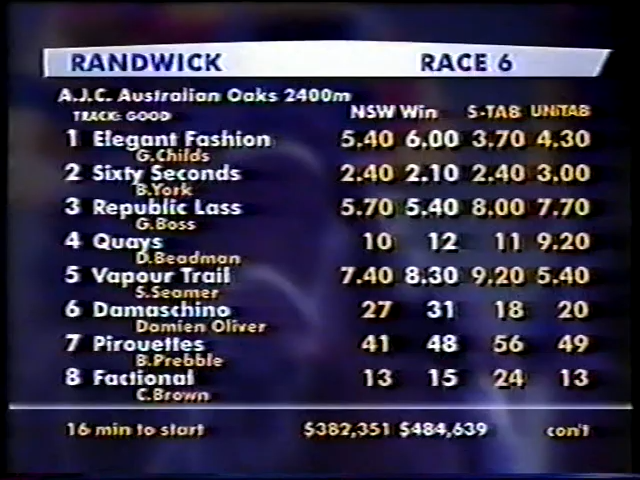 RANDWICK RACE 6
A.J.C. Australian Oaks 2400m
TRACK: GOOD NSW Win S-TAB UNiTAB
1 Elegant Fashion 5.40 6.00 3.70 4.30
G.Childs
2 Sixty Seconds 2.40 2.10 2.40 3.00
B.York
3 Republic Lass 5.70 5.40 8.00 7.70
G.Boss
4 Quays 10 12 11 9.20
D.Beadman
5 Vapour Trail 7.40 8.30 9.20 5.40
S.Seamer
6 Damaschino 27 31 18 20
Damien Oliver
7 Pirouettes 41 48 56 49
B.Prebble
8 Factional 13 15 24 13
C.Brown
16 min to start $382,351 $484,639 con't